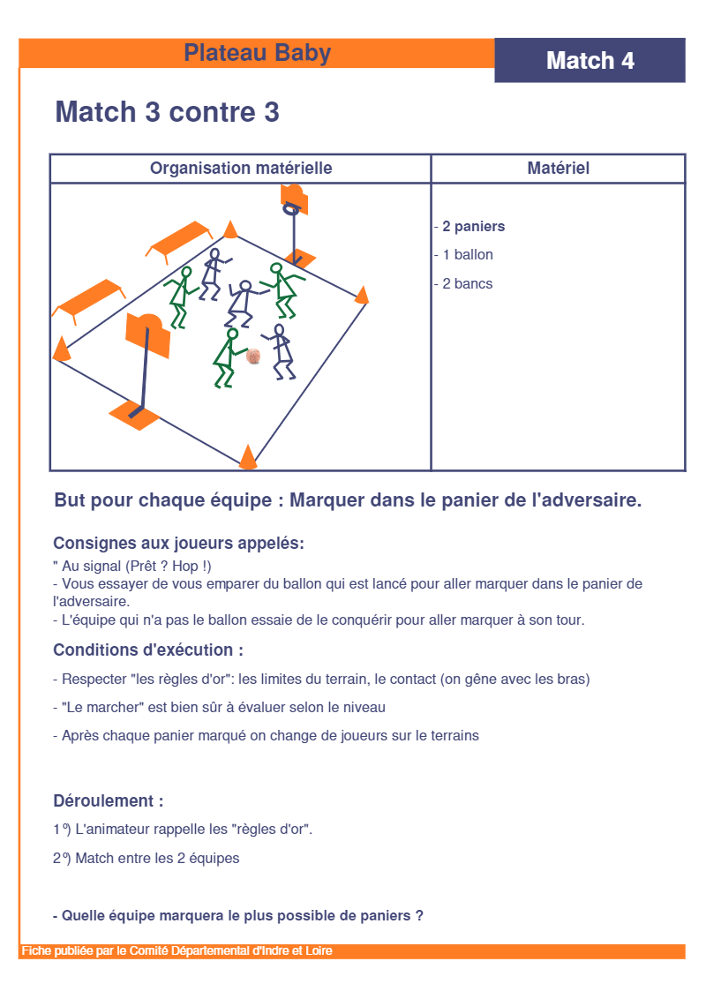 Plateau Baby
Match 4
Match 3 contre 3
Organisation matérielle
Matériel
- 2 paniers
- 1 ballon
- 2 bancs
But pour chaque équipe : Marquer dans le panier de l'adversaire.
Consignes aux joueurs appelés:
" Au signal (Prêt ? Hop !)
- Vous essayer de vous emparer du ballon qui est lancé pour aller marquer dans le panier de
l'adversaire.
- L'équipe qui n'a pas le ballon essaie de le conquérir pour aller marquer à son tour.
Conditions d'exécution :
- Respecter "les règles d'or": les limites du terrain, le contact (on gêne avec les bras)
- "Le marcher" est bien sûr à évaluer selon le niveau
- Après chaque panier marqué on change de joueurs sur le terrains
Déroulement :
1º) L'animateur rappelle les "règles d'or".
2º) Match entre les 2 équipes
- Quelle équipe marquera le plus possible de paniers ?
Fiche publiée par le Comité Départemental d'Indre et Loire